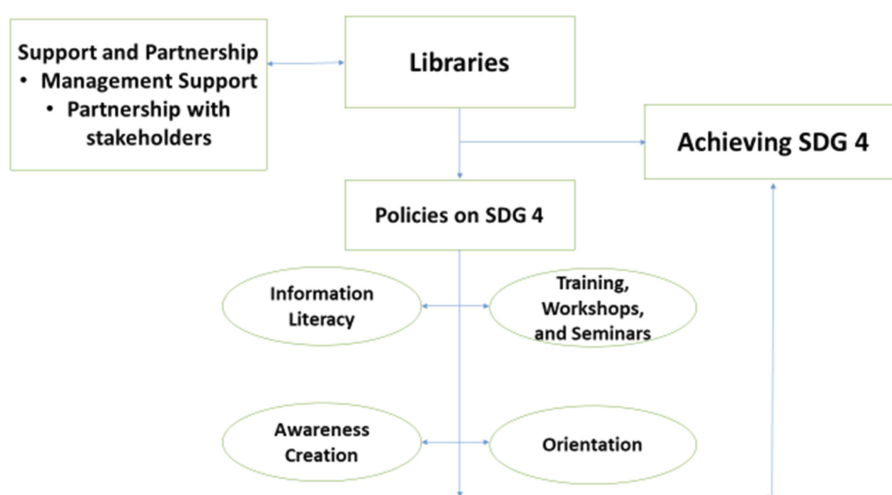 Support and Partnership
• Management Support
• Partnership with
stakeholders
Libraries
Achieving SDG 4
Policies on SDG 4
Information
Literacy
Training,
Workshops,
and Seminars
Awareness
Creation
Orientation